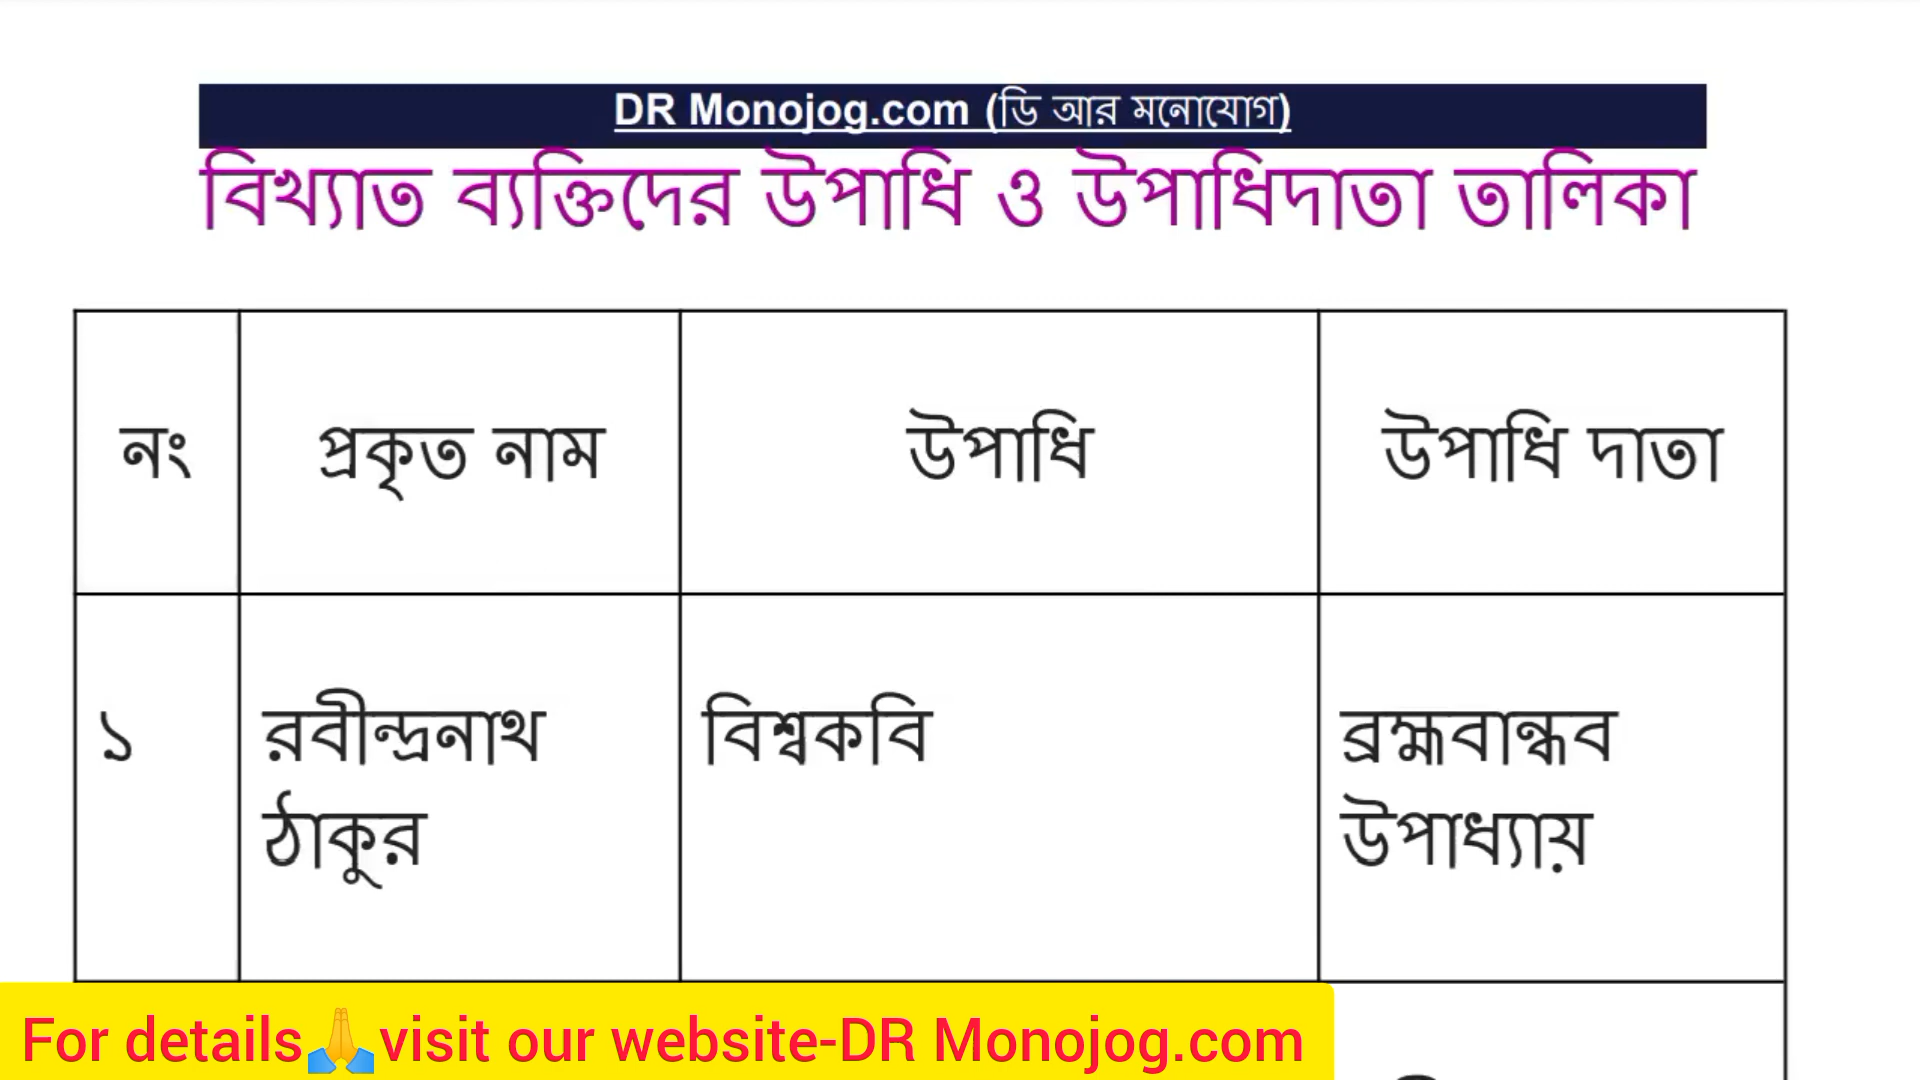 DR Monojog.com (ডি আর মনোযোগ)
বিখ্যাত ব্যক্তিদের উপাধি ও উপাধিদাতা তালিকা
নং প্রকৃত নাম উপাধি উপাধি দাতা
১ রবীন্দ্রনাথ বিশ্বকবি ব্রহ্মবান্ধব
ঠাকুর উপাধ্যায়
For details🙏visit our website-DR Monojog.com